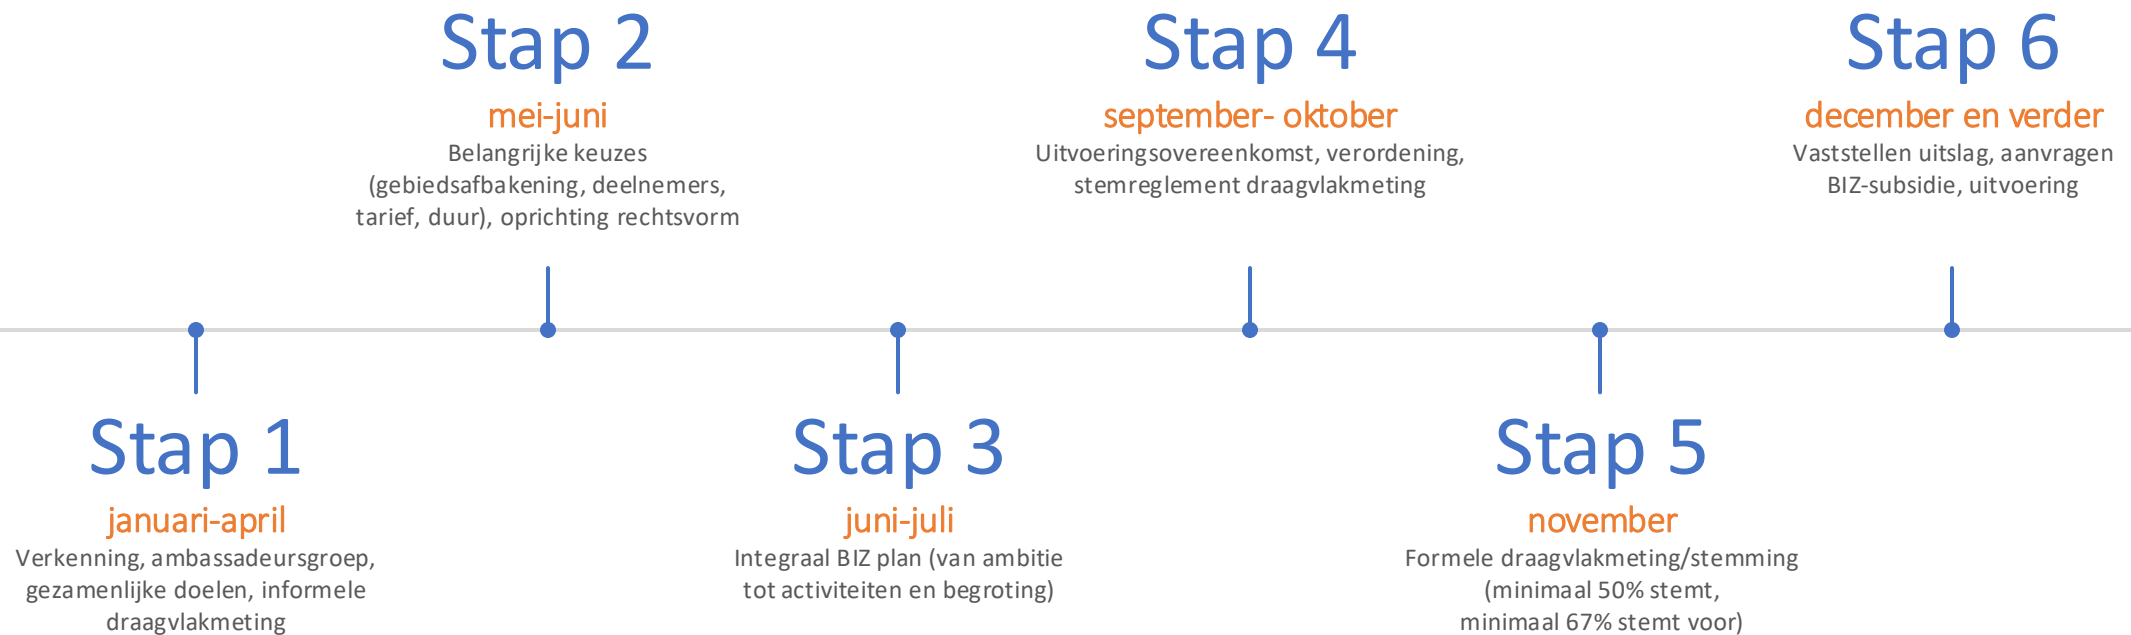 Stap 1
januari-april
Verkenning, ambassadeursgroep,
gezamenlijke doelen, informele
draagvlakmeting
Stap 2
mei-juni
Belangrijke keuzes
(gebiedsafbakening, deelnemers,
tarief, duur), oprichting rechtsvorm
Stap 3
juni-juli
Integraal BIZ plan (van ambitie
tot activiteiten en begroting)
Stap 4
september- oktober
Uitvoeringsovereenkomst, verordening,
stemreglement draagvlakmeting
Stap 5
november
Formele draagvlakmeting/stemming
(minimaal 50% stemt,
minimaal 67% stemt voor)
Stap 6
december en verder
Vaststellen uitslag, aanvragen
BIZ-subsidie, uitvoering